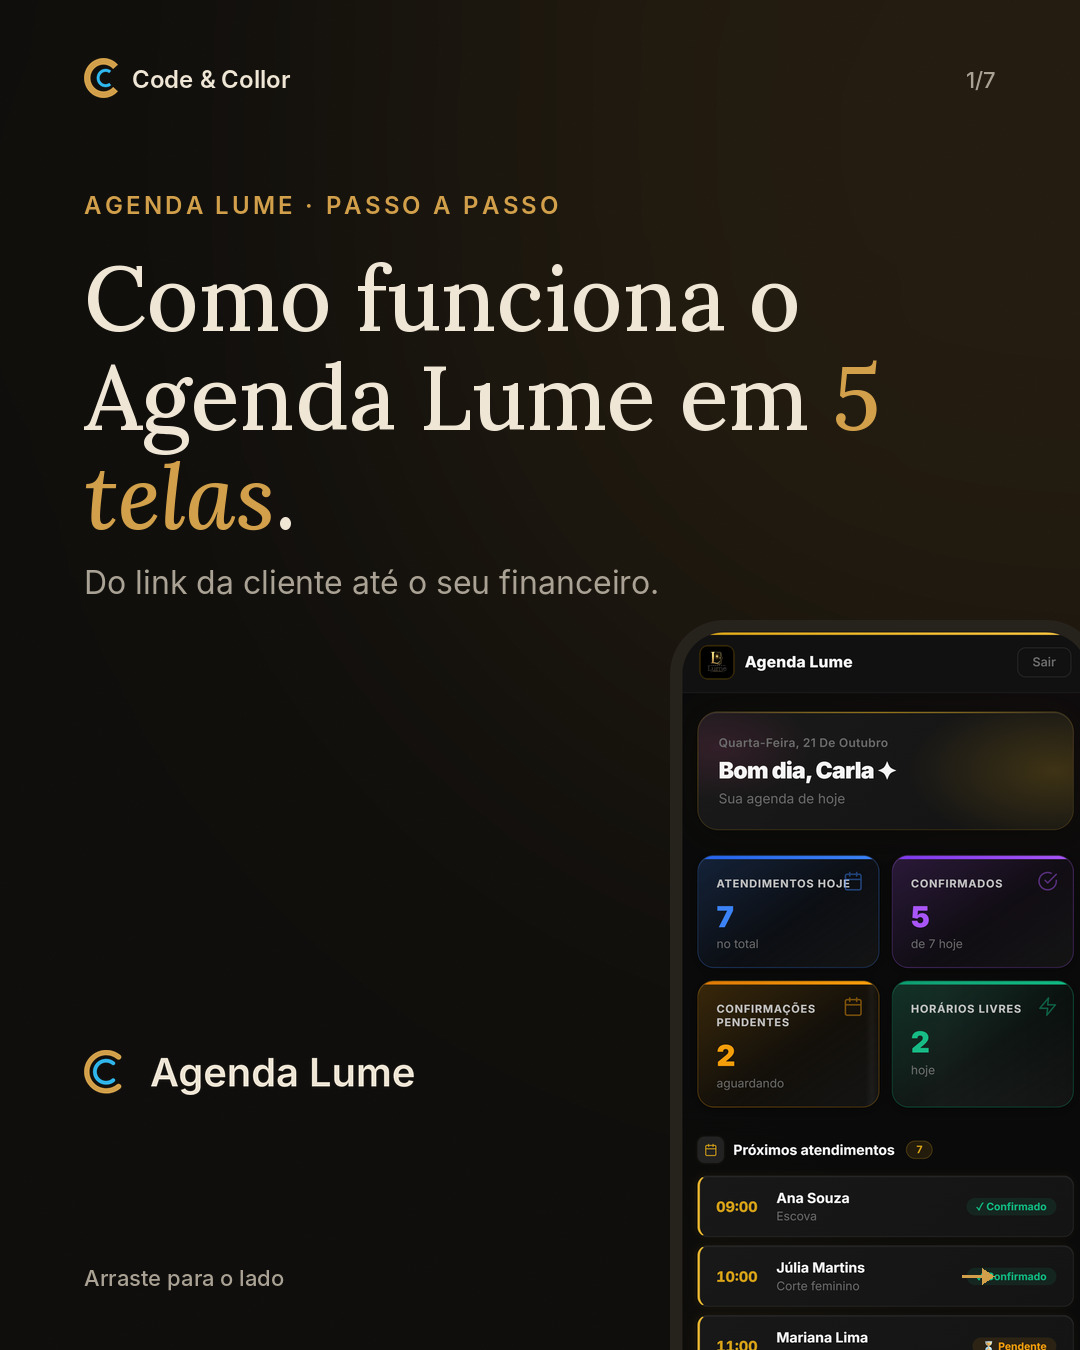 Code & Collor
1/7
AGENDA LUME · PASSO A PASSO
Como funciona o
Agenda Lume em 5
telas.
Do link da cliente até o seu financeiro.
Agenda Lume
Sair
Quarta-Feira, 21 De Outubro
Bom dia, Carla ✦
Sua agenda de hoje
ATENDIMENTOS HOJE
7
no total
CONFIRMADOS
5
de 7 hoje
CONFIRMAÇÕES
PENDENTES
2
aguardando
HORÁRIOS LIVRES
2
hoje
Agenda Lume
Próximos atendimentos 7
09:00
Ana Souza
Escova
✓ Confirmado
10:00
Júlia Martins
Corte feminino
onfirmado
11:00
Mariana Lima
⌛ Pendente
Arraste para o lado